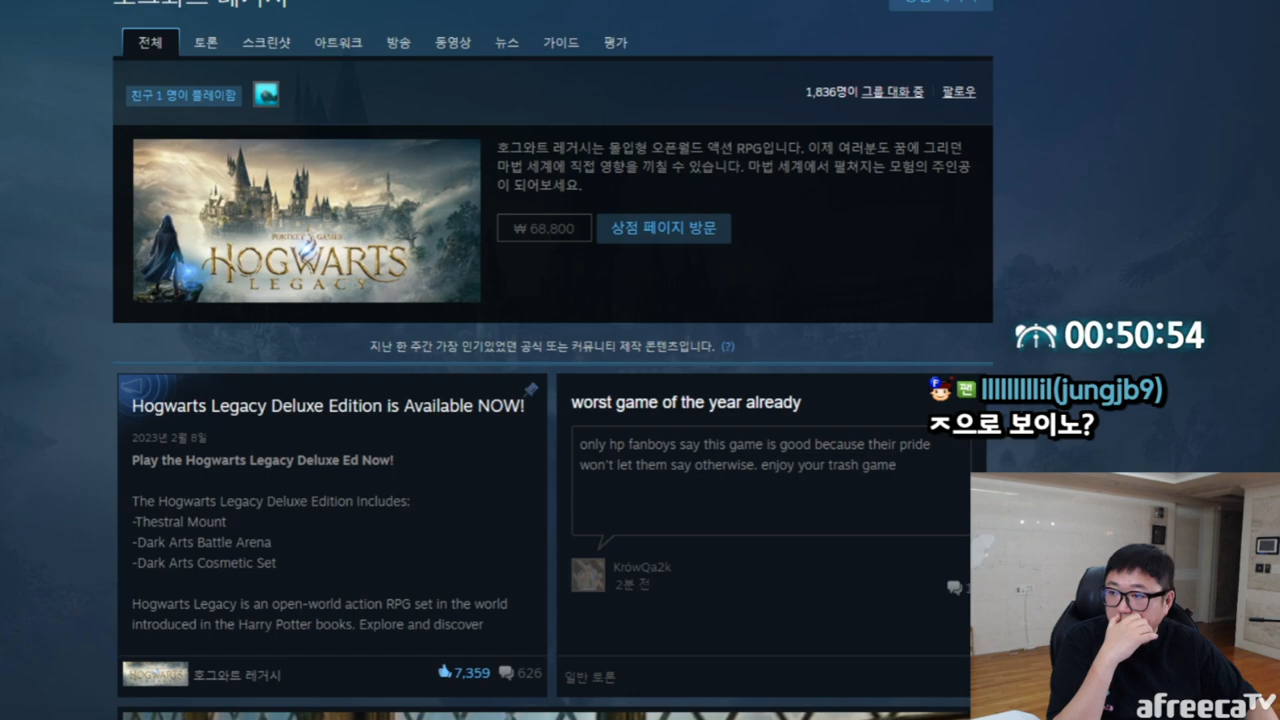 호그와트 레거시
전체 토론 스크린샷 아트워크 방송 동영상 뉴스 가이드 평가
친구 1 명이 플레이함
1,836명이 그룹 대화 중 팔로우
PORTKEY GAMES
HOGWARTS
LEGACY
호그와트 레거시는 몰입형 오픈월드 액션 RPG입니다. 이제 여러분도 꿈에 그리던
마법 세계에 직접 영향을 끼칠 수 있습니다. 마법 세계에서 펼쳐지는 모험의 주인공
이 되어보세요.
₩ 68,800 상점 페이지 방문
지난 한 주간 가장 인기있었던 공식 또는 커뮤니티 제작 콘텐츠입니다. (?)
00:50:54
llllllllllil(jungjb9)
ㅈ으로 보이노?
Hogwarts Legacy Deluxe Edition is Available NOW!
2023년 2월 8일
Play the Hogwarts Legacy Deluxe Ed Now!
The Hogwarts Legacy Deluxe Edition Includes:
-Thestral Mount
-Dark Arts Battle Arena
-Dark Arts Cosmetic Set
Hogwarts Legacy is an open-world action RPG set in the world
introduced in the Harry Potter books. Explore and discover
호그와트 레거시
7,359 626
worst game of the year already
only hp fanboys say this game is good because their pride
won't let them say otherwise. enjoy your trash game
KrówQa2k
2분 전
일반 토론
afreecaTV